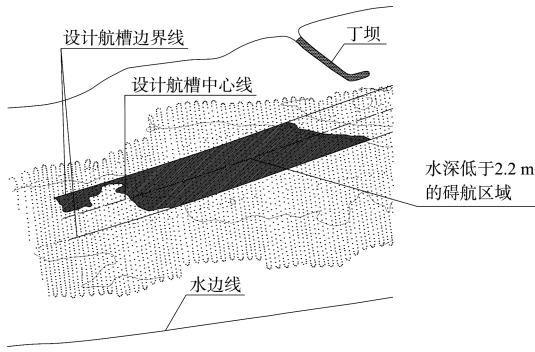 丁坝
设计航槽边界线
设计航槽中心线
水深低于2.2 m
的碍航区域
水边线